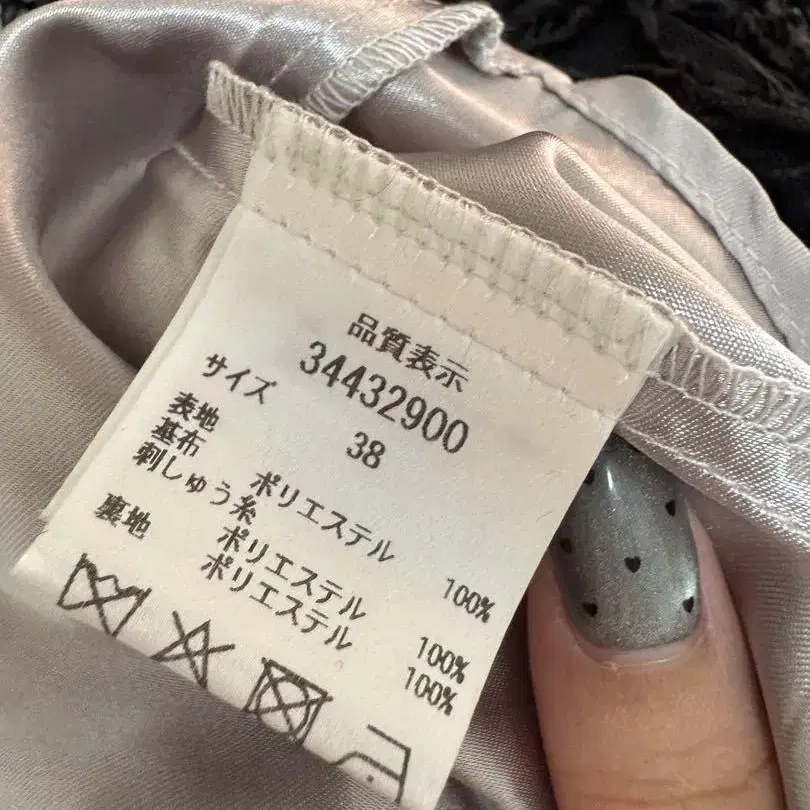 品質表示
34432900
サイズ 38
表地
基布 ポリエステル 100%
刺しゅう糸 ポリエステル 100%
裏地 ポリエステル 100%